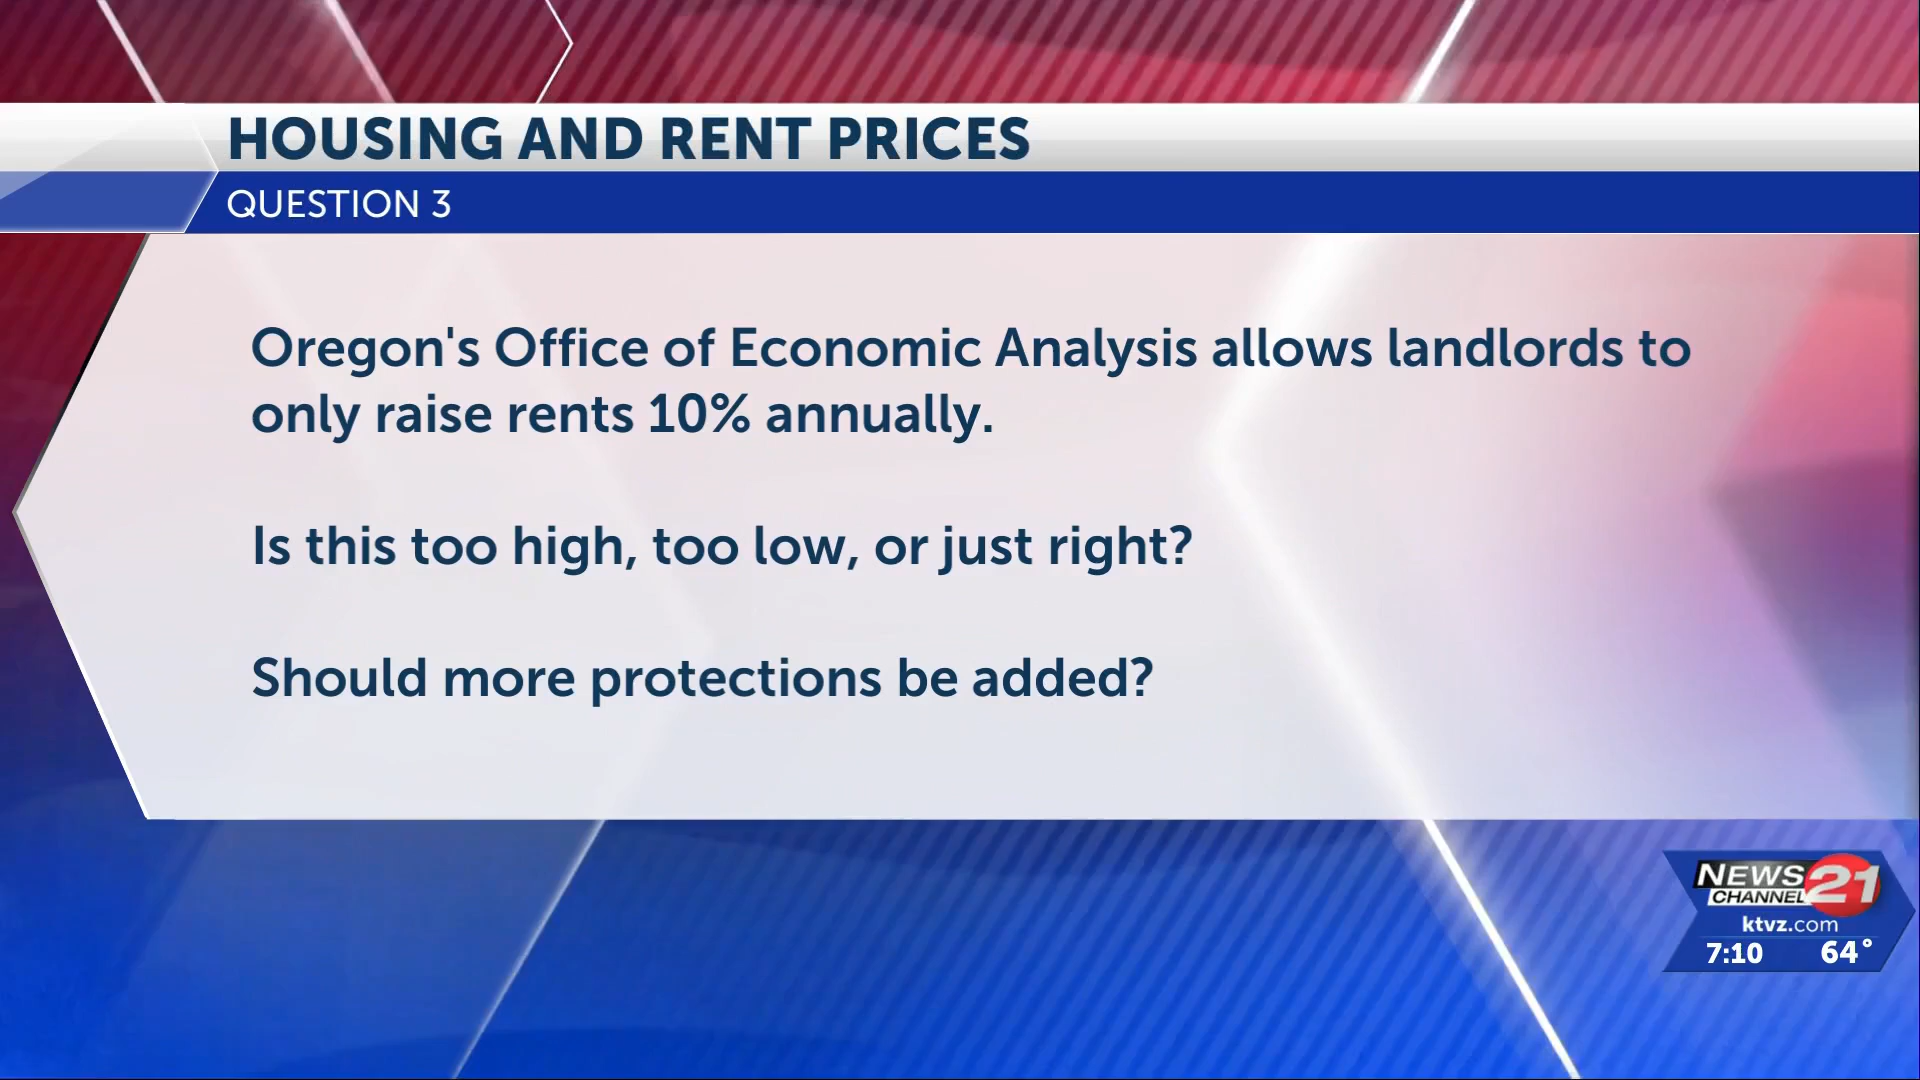 HOUSING AND RENT PRICES
QUESTION 3
Oregon's Office of Economic Analysis allows landlords to
only raise rents 10% annually.
Is this too high, too low, or just right?
Should more protections be added?
NEWS 21
CHANNEL
ktvz.com
7:10 64°